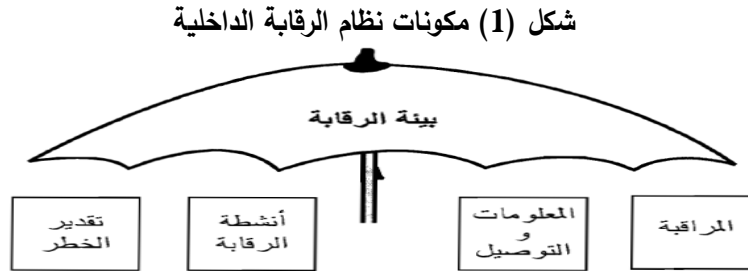 شكل (1) مكونات نظام الرقابة الداخلية
بيئة الرقابة
المراقبة
المعلومات
و
التوصيل
أنشطة
الرقابة
تقدير
الخطر